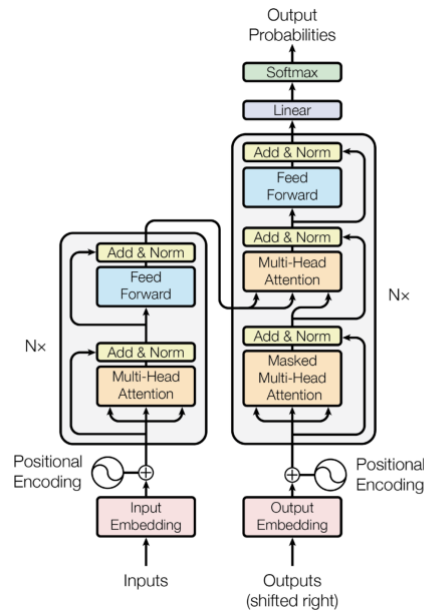 Output
Probabilities
Softmax
Linear
Add & Norm
Feed
Forward
Add & Norm
Multi-Head
Attention
Add & Norm
Masked
Multi-Head
Attention
N×
Add & Norm
Feed
Forward
N×
Add & Norm
Multi-Head
Attention
Positional
Encoding
Positional
Encoding
Input
Embedding
Output
Embedding
Inputs
Outputs
(shifted right)